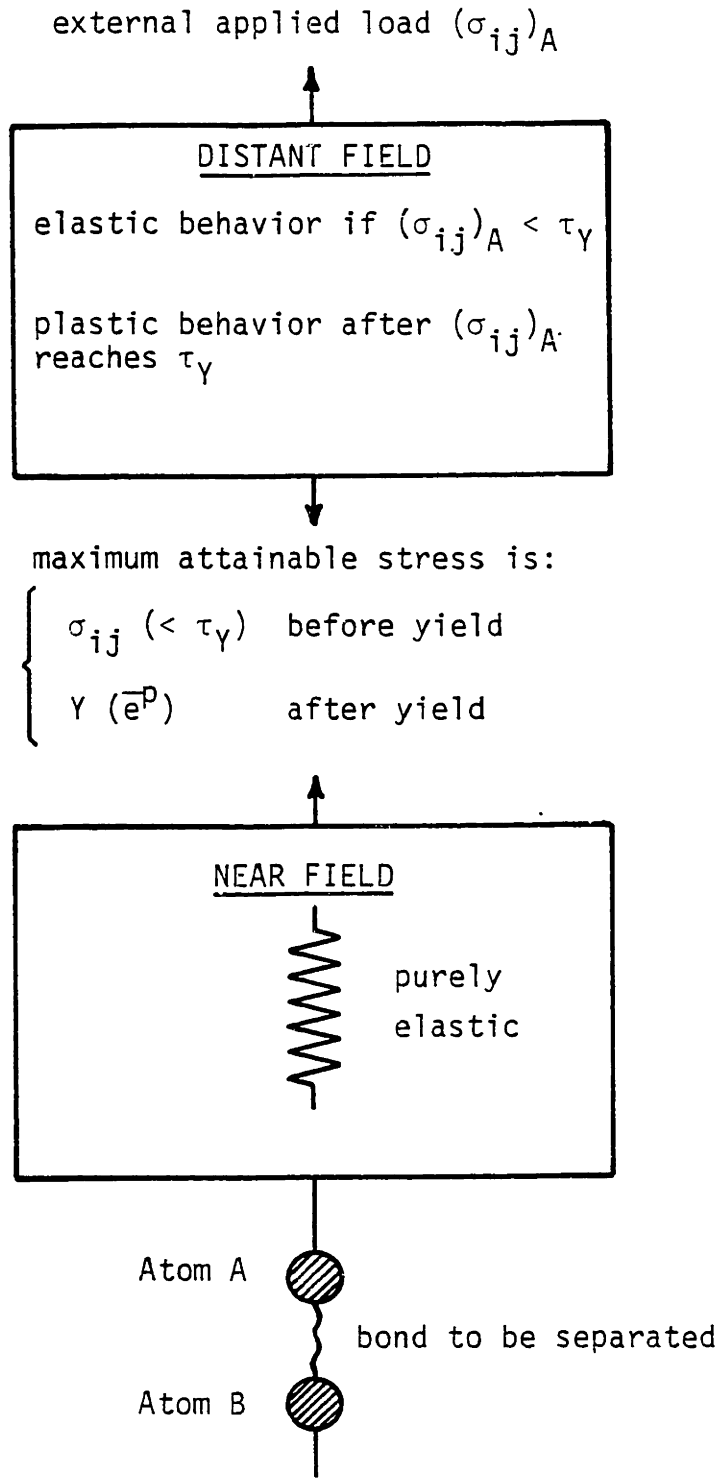 external applied load (σij)A
DISTANT FIELD
elastic behavior if (σij)A < τY
plastic behavior after (σij)A
reaches τY
maximum attainable stress is:
σij (< τY) before yield
Y (e̅ᵖ) after yield
NEAR FIELD
purely
elastic
Atom A
bond to be separated
Atom B